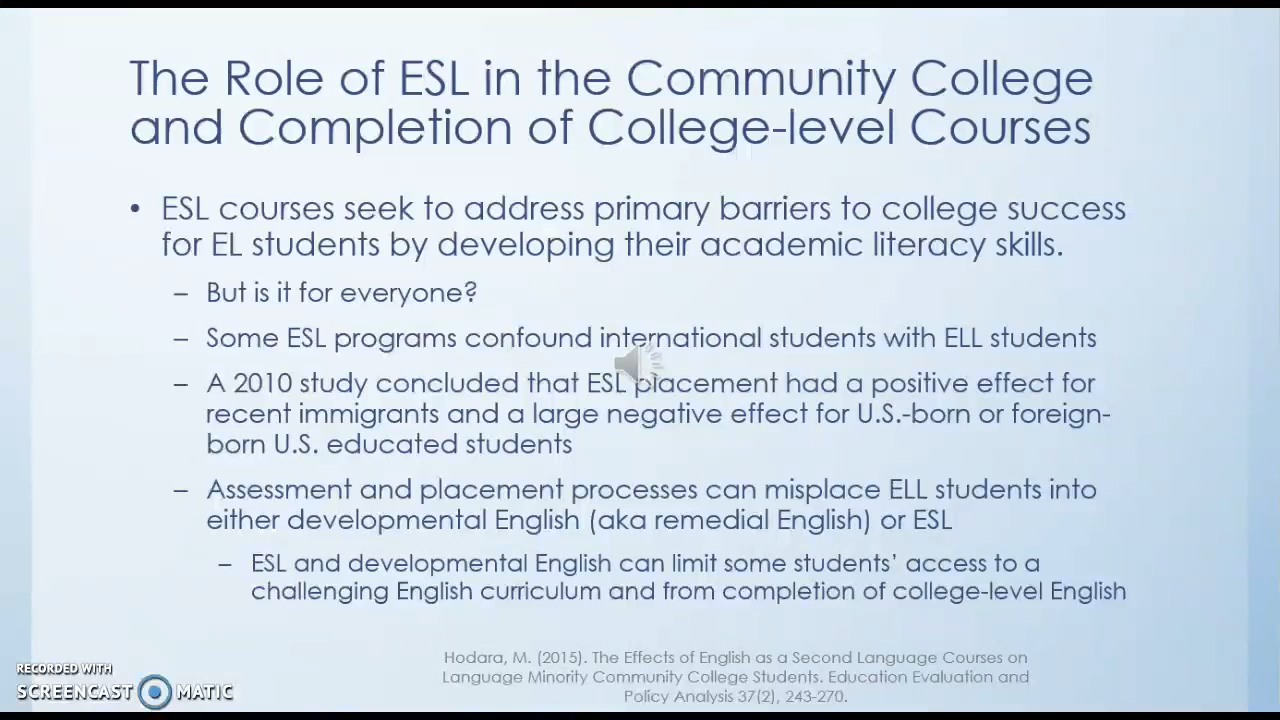 The Role of ESL in the Community College
and Completion of College-level Courses
• ESL courses seek to address primary barriers to college success
for EL students by developing their academic literacy skills.
– But is it for everyone?
– Some ESL programs confound international students with ELL students
– A 2010 study concluded that ESL placement had a positive effect for
recent immigrants and a large negative effect for U.S.-born or foreign-
born U.S. educated students
– Assessment and placement processes can misplace ELL students into
either developmental English (aka remedial English) or ESL
– ESL and developmental English can limit some students’ access to a
challenging English curriculum and from completion of college-level English
Hodara, M. (2015). The Effects of English as a Second Language Courses on
Language Minority Community College Students. Education Evaluation and
Policy Analysis 37(2), 243-270.
RECORDED WITH
SCREENCAST MATIC